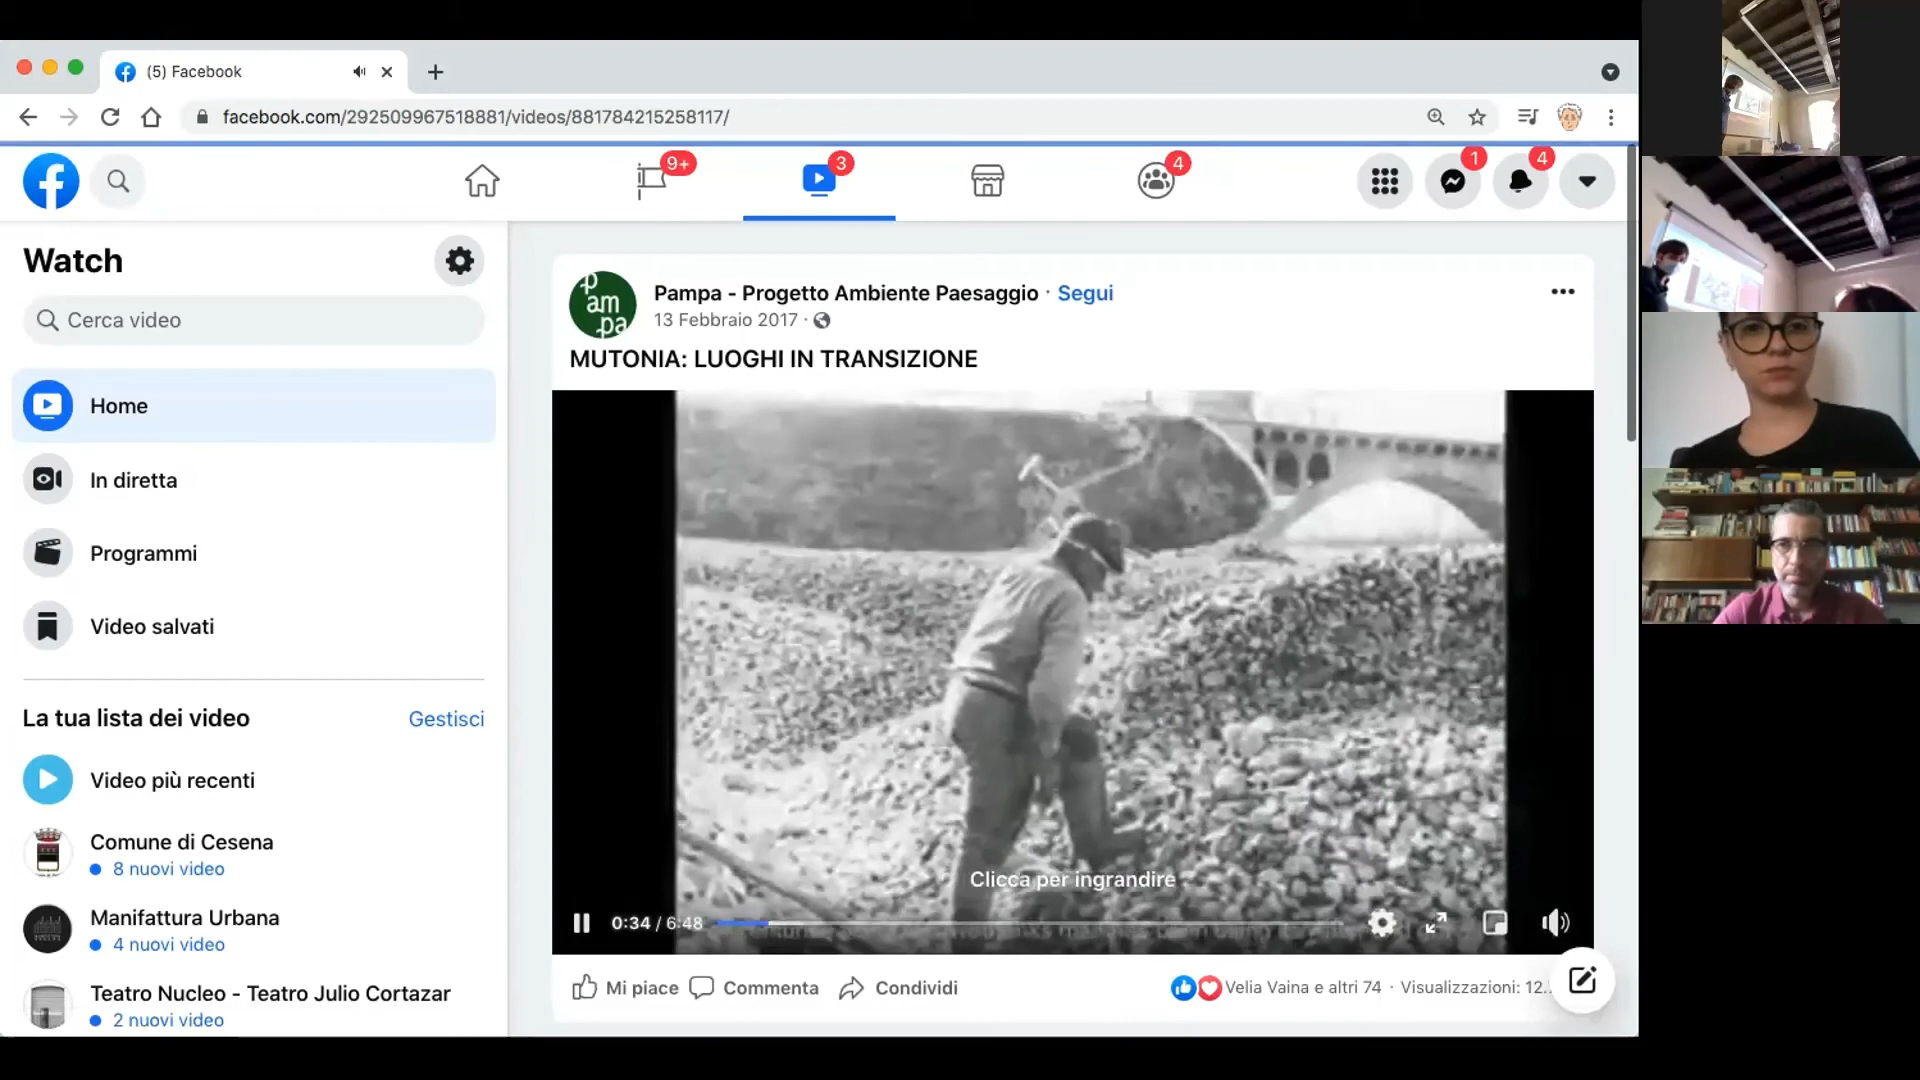 (5) Facebook
facebook.com/292509967518881/videos/881784215258117/
9+
3
4
1
4
Watch
Cerca video
Home
In diretta
Programmi
Video salvati
La tua lista dei video
Gestisci
Video più recenti
Comune di Cesena
8 nuovi video
Manifattura Urbana
4 nuovi video
Teatro Nucleo - Teatro Julio Cortazar
2 nuovi video
pampa
Pampa - Progetto Ambiente Paesaggio · Segui
13 Febbraio 2017 ·
MUTONIA: LUOGHI IN TRANSIZIONE
Clicca per ingrandire
0:34 / 6:48
Mi piace
Commenta
Condividi
Velia Vaina e altri 74 · Visualizzazioni: 12...